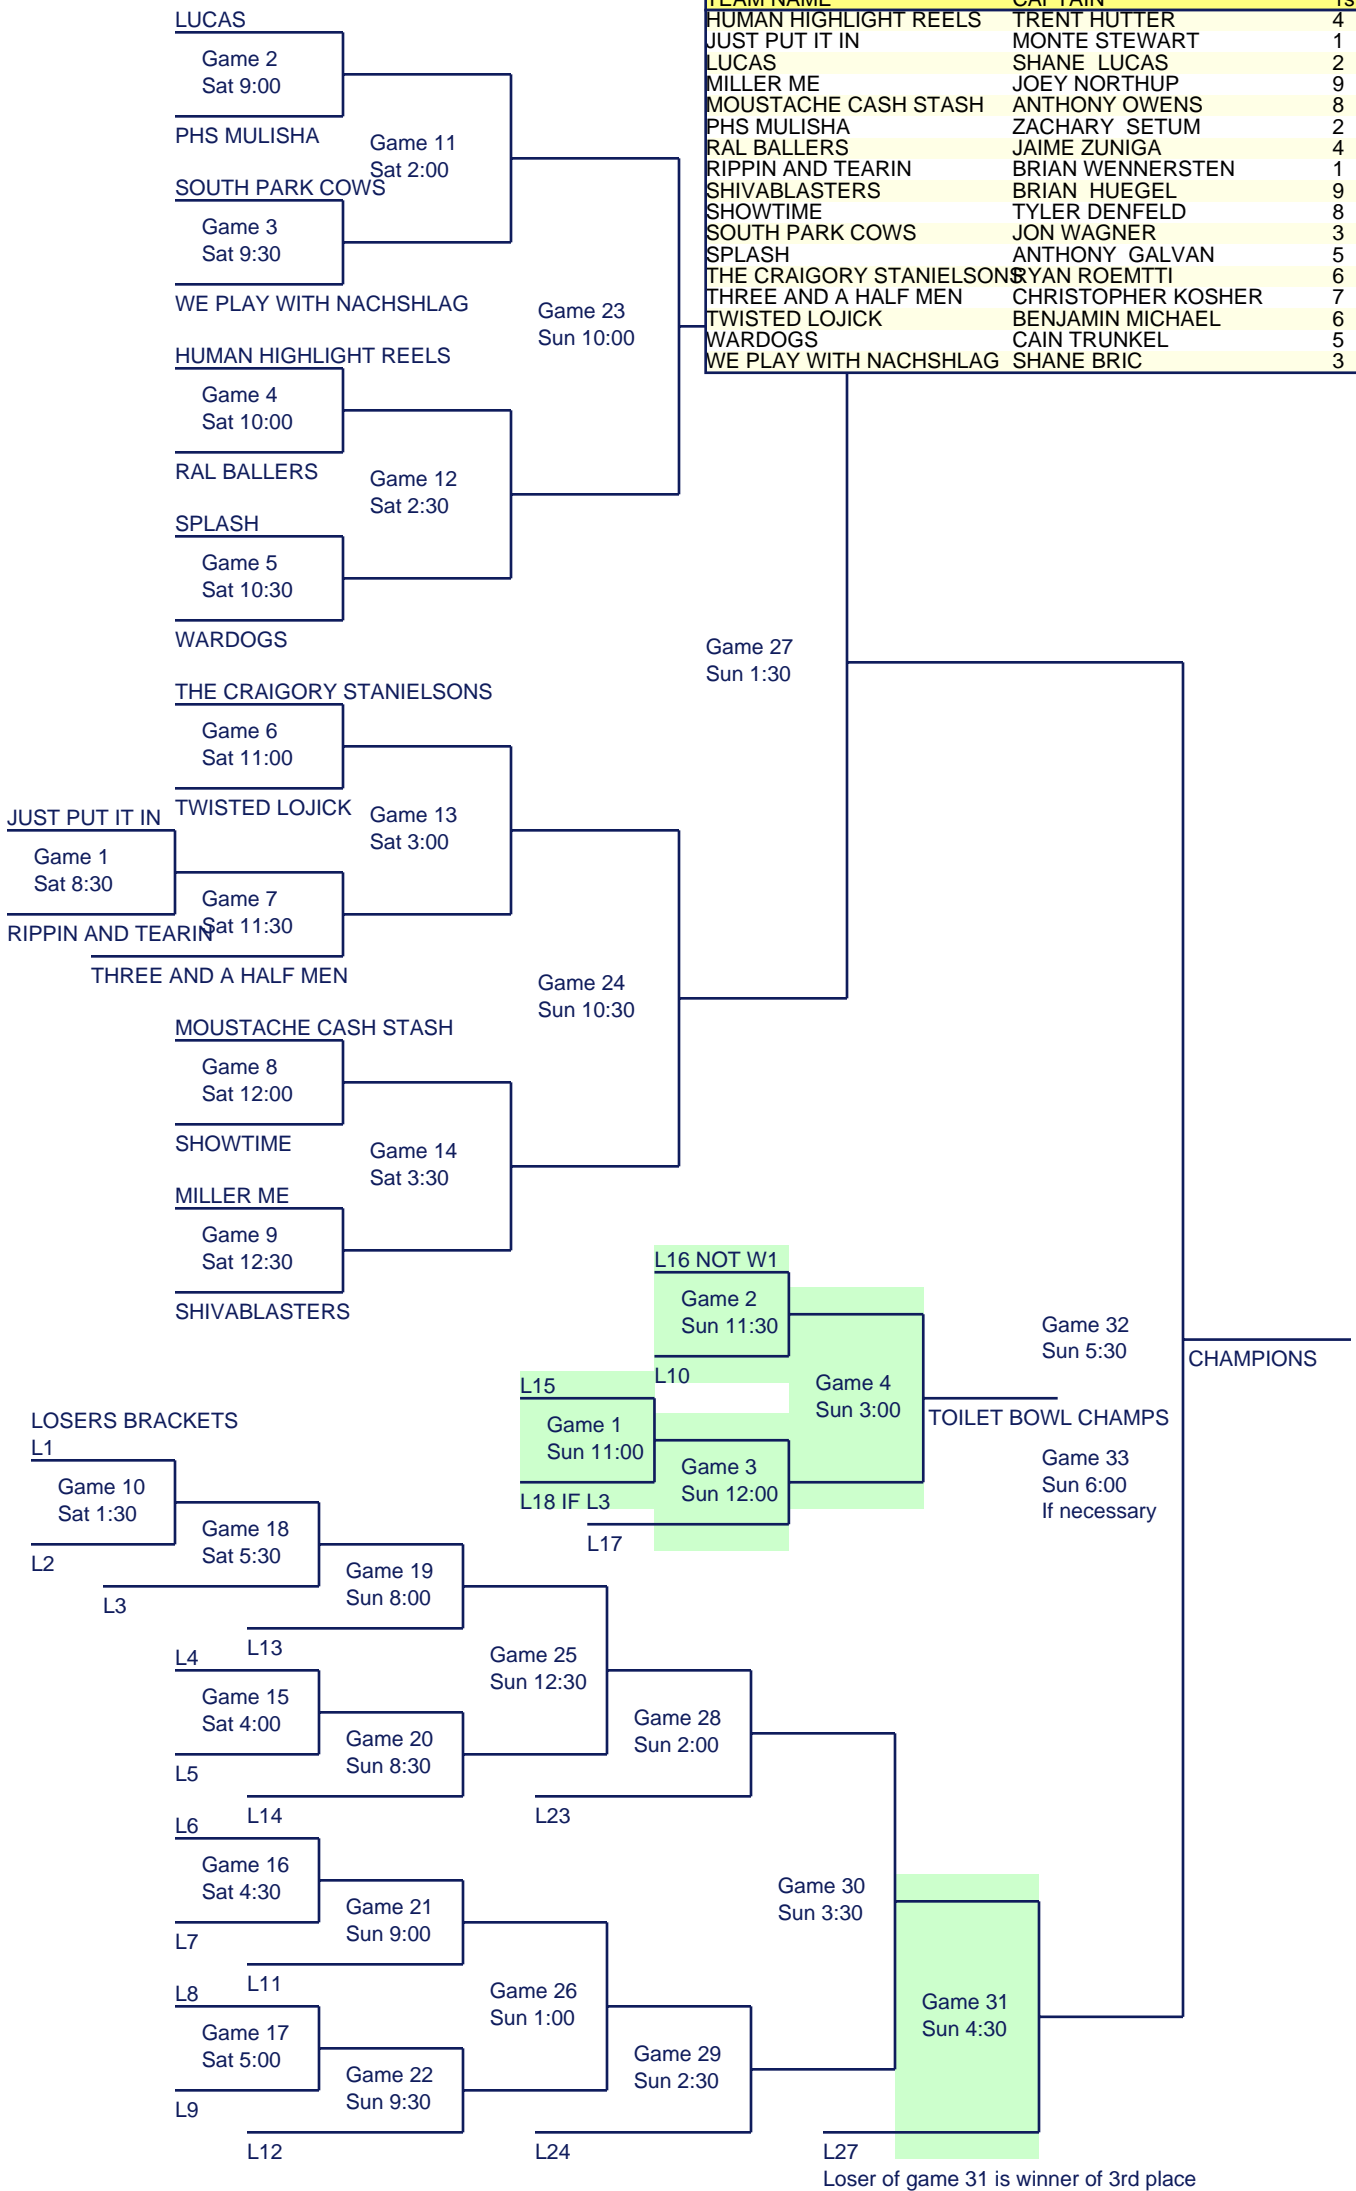 TEAM NAME CAPTAIN 1s
HUMAN HIGHLIGHT REELS TRENT HUTTER 4
JUST PUT IT IN MONTE STEWART 1
LUCAS SHANE LUCAS 2
MILLER ME JOEY NORTHUP 9
MOUSTACHE CASH STASH ANTHONY OWENS 8
PHS MULISHA ZACHARY SETUM 2
RAL BALLERS JAIME ZUNIGA 4
RIPPIN AND TEARIN BRIAN WENNERSTEN 1
SHIVABLASTERS BRIAN HUEGEL 9
SHOWTIME TYLER DENFELD 8
SOUTH PARK COWS JON WAGNER 3
SPLASH ANTHONY GALVAN 5
THE CRAIGORY STANIELSONS RYAN ROEMTTI 6
THREE AND A HALF MEN CHRISTOPHER KOSHER 7
TWISTED LOJICK BENJAMIN MICHAEL 6
WARDOGS CAIN TRUNKEL 5
WE PLAY WITH NACHSHLAG SHANE BRIC 3
LUCAS
Game 2
Sat 9:00
PHS MULISHA
Game 11
Sat 2:00
SOUTH PARK COWS
Game 3
Sat 9:30
WE PLAY WITH NACHSHLAG
Game 23
Sun 10:00
HUMAN HIGHLIGHT REELS
Game 4
Sat 10:00
RAL BALLERS
Game 12
Sat 2:30
SPLASH
Game 5
Sat 10:30
WARDOGS
Game 27
Sun 1:30
THE CRAIGORY STANIELSONS
Game 6
Sat 11:00
TWISTED LOJICK
Game 13
Sat 3:00
JUST PUT IT IN
Game 1
Sat 8:30
RIPPIN AND TEARIN
Game 7
Sat 11:30
THREE AND A HALF MEN
Game 24
Sun 10:30
MOUSTACHE CASH STASH
Game 8
Sat 12:00
SHOWTIME
Game 14
Sat 3:30
MILLER ME
Game 9
Sat 12:30
SHIVABLASTERS
L16 NOT W1
Game 2
Sun 11:30
L10
L15
Game 1
Sun 11:00
L18 IF L3
Game 3
Sun 12:00
L17
Game 4
Sun 3:00
TOILET BOWL CHAMPS
Game 32
Sun 5:30
CHAMPIONS
Game 33
Sun 6:00
If necessary
LOSERS BRACKETS
L1
Game 10
Sat 1:30
L2
Game 18
Sat 5:30
L3
Game 19
Sun 8:00
L13
L4
Game 15
Sat 4:00
L5
Game 20
Sun 8:30
L14
Game 25
Sun 12:30
Game 28
Sun 2:00
L23
L6
Game 16
Sat 4:30
L7
Game 21
Sun 9:00
L11
L8
Game 17
Sat 5:00
L9
Game 22
Sun 9:30
L12
Game 26
Sun 1:00
Game 29
Sun 2:30
L24
Game 30
Sun 3:30
Game 31
Sun 4:30
L27
Loser of game 31 is winner of 3rd place